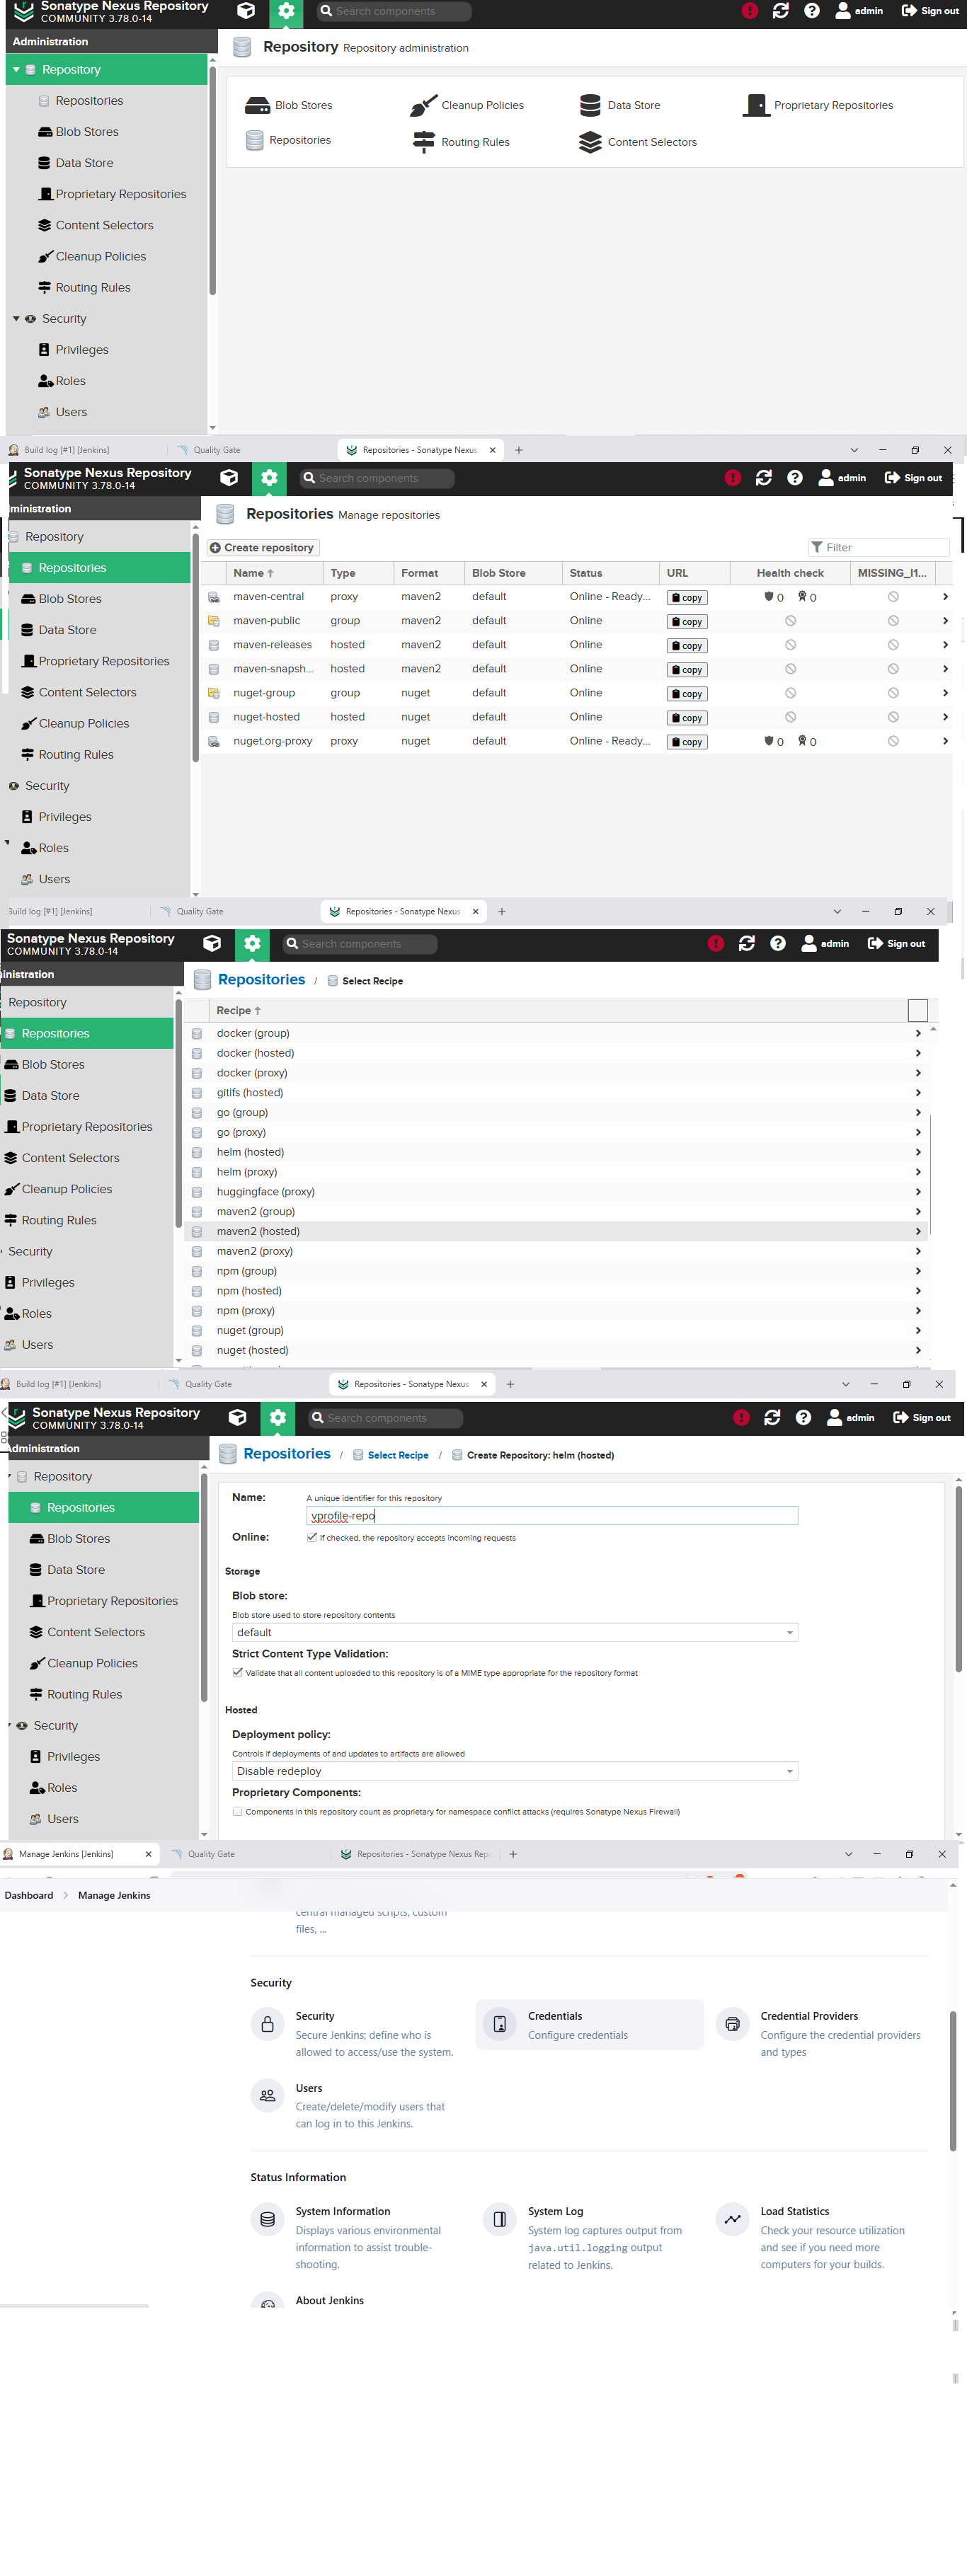 Sonatype Nexus Repository
COMMUNITY 3.78.0-14
Search components
admin
Sign out
Administration
Repository Repository administration
Repository
Repositories
Blob Stores
Data Store
Proprietary Repositories
Content Selectors
Cleanup Policies
Routing Rules
Security
Privileges
Roles
Users
Blob Stores Cleanup Policies Data Store Proprietary Repositories
Repositories Routing Rules Content Selectors
Build log [#1] [Jenkins] Quality Gate Repositories - Sonatype Nexus
Sonatype Nexus Repository
COMMUNITY 3.78.0-14
Search components
admin
Sign out
ministration
Repositories Manage repositories
Repository
Repositories
Blob Stores
Data Store
Proprietary Repositories
Content Selectors
Cleanup Policies
Routing Rules
Security
Privileges
Roles
Users
Create repository Filter
Name Type Format Blob Store Status URL Health check MISSING_I1...
maven-central proxy maven2 default Online - Ready... copy 0 0
maven-public group maven2 default Online copy
maven-releases hosted maven2 default Online copy
maven-snapsh... hosted maven2 default Online copy
nuget-group group nuget default Online copy
nuget-hosted hosted nuget default Online copy
nuget.org-proxy proxy nuget default Online - Ready... copy 0 0
Build log [#1] [Jenkins] Quality Gate Repositories - Sonatype Nexus
Sonatype Nexus Repository
COMMUNITY 3.78.0-14
Search components
admin
Sign out
inistration
Repositories / Select Recipe
Repository
Repositories
Blob Stores
Data Store
Proprietary Repositories
Content Selectors
Cleanup Policies
Routing Rules
Security
Privileges
Roles
Users
Recipe
docker (group)
docker (hosted)
docker (proxy)
gitlfs (hosted)
go (group)
go (proxy)
helm (hosted)
helm (proxy)
huggingface (proxy)
maven2 (group)
maven2 (hosted)
maven2 (proxy)
npm (group)
npm (hosted)
npm (proxy)
nuget (group)
nuget (hosted)
Build log [#1] [Jenkins] Quality Gate Repositories - Sonatype Nexus
Sonatype Nexus Repository
COMMUNITY 3.78.0-14
Search components
admin
Sign out
dministration
Repositories / Select Recipe / Create Repository: helm (hosted)
Repository
Repositories
Blob Stores
Data Store
Proprietary Repositories
Content Selectors
Cleanup Policies
Routing Rules
Security
Privileges
Roles
Users
Name: A unique identifier for this repository
vprofile-repo
Online: If checked, the repository accepts incoming requests
Storage
Blob store:
Blob store used to store repository contents
default
Strict Content Type Validation:
Validate that all content uploaded to this repository is of a MIME type appropriate for the repository format
Hosted
Deployment policy:
Controls if deployments of and updates to artifacts are allowed
Disable redeploy
Proprietary Components:
Components in this repository count as proprietary for namespace conflict attacks (requires Sonatype Nexus Firewall)
Manage Jenkins [Jenkins] Quality Gate Repositories - Sonatype Nexus Rep
Dashboard > Manage Jenkins
central managed scripts, custom
files, ...
Security
Security
Secure Jenkins; define who is
allowed to access/use the system.
Credentials
Configure credentials
Credential Providers
Configure the credential providers
and types
Users
Create/delete/modify users that
can log in to this Jenkins.
Status Information
System Information
Displays various environmental
information to assist trouble-
shooting.
System Log
System log captures output from
java.util.logging output
related to Jenkins.
Load Statistics
Check your resource utilization
and see if you need more
computers for your builds.
About Jenkins